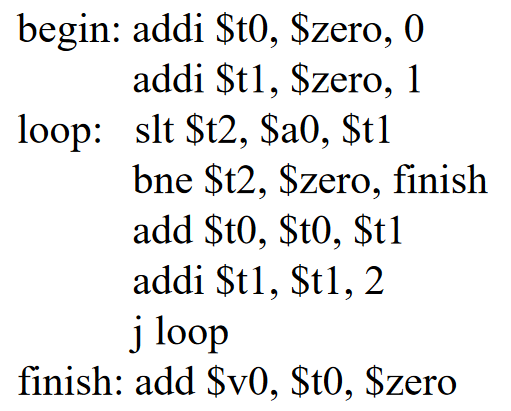 begin: addi $t0, $zero, 0
addi $t1, $zero, 1
loop: slt $t2, $a0, $t1
bne $t2, $zero, finish
add $t0, $t0, $t1
addi $t1, $t1, 2
j loop
finish: add $v0, $t0, $zero